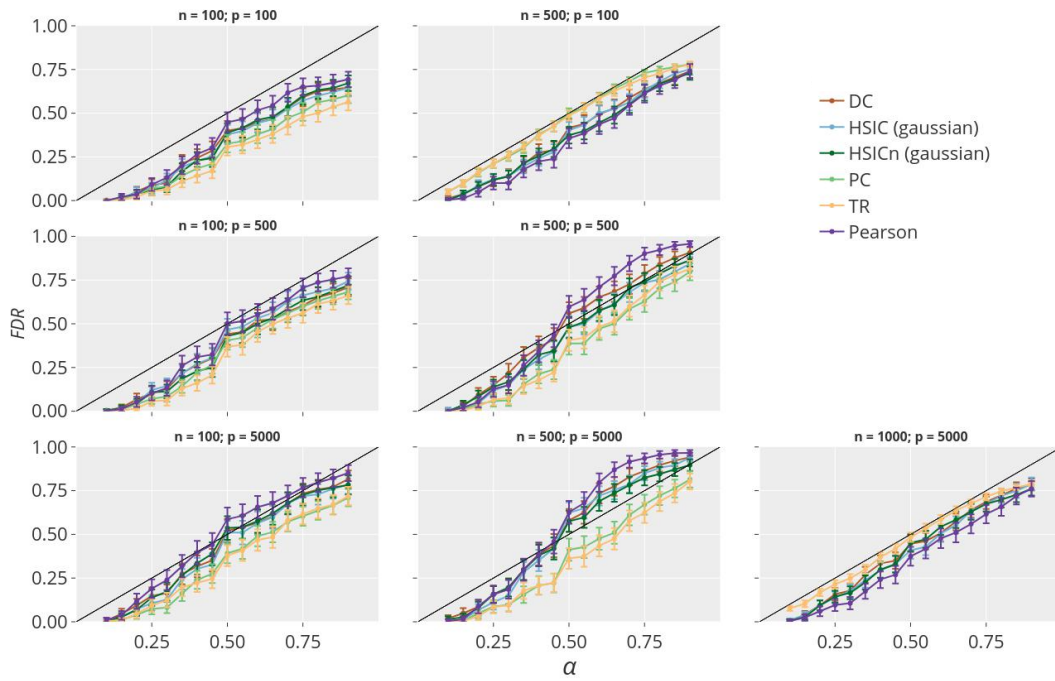 n = 100; p = 100
n = 500; p = 100
1.00
0.75
0.50
0.25
0.00
DC
HSIC (gaussian)
HSICn (gaussian)
PC
TR
Pearson
n = 100; p = 500
n = 500; p = 500
1.00
0.75
0.50
0.25
0.00
FDR
n = 100; p = 5000
n = 500; p = 5000
n = 1000; p = 5000
1.00
0.75
0.50
0.25
0.00
0.25 0.50 0.75 0.25 0.50 0.75 0.25 0.50 0.75
α